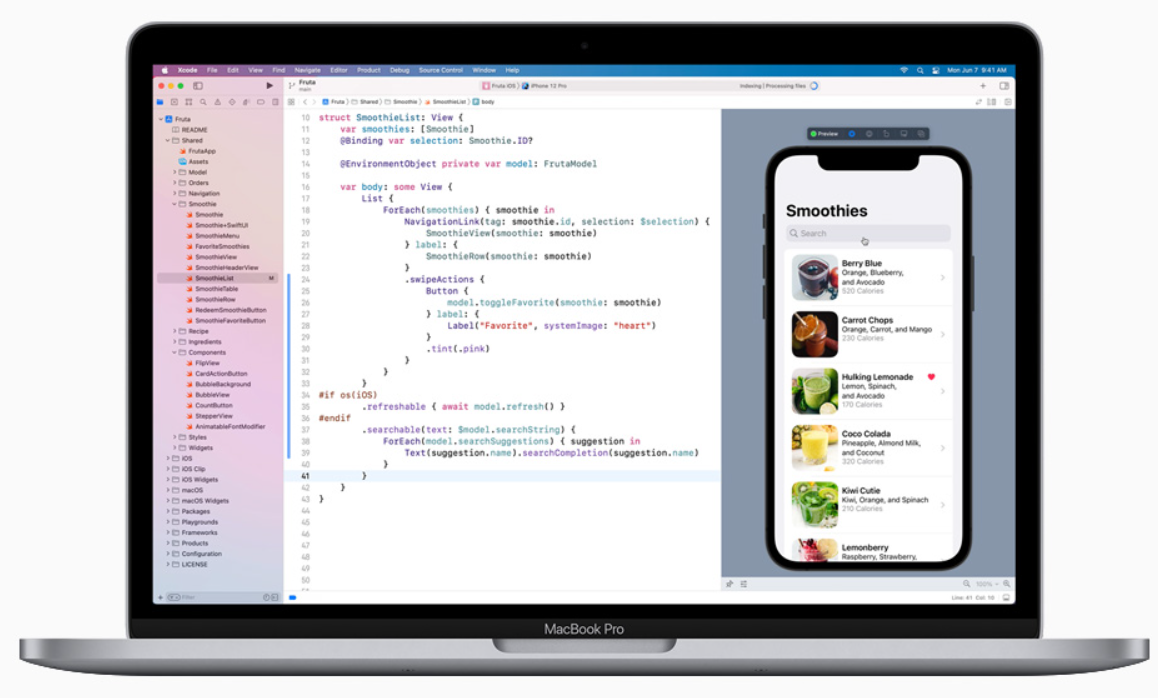 Xcode File Edit View Find Navigate Editor Product Debug Source Control Window Help
Mon Jun 7 9:41 AM
Fruta
main
Fruta (iOS) iPhone 12 Pro
Indexing | Processing files
Fruta Shared Smoothie SmoothieList body
Fruta
README
Shared
FrutaApp
Assets
Model
Orders
Navigation
Smoothie
Smoothie
Smoothie+SwiftUI
SmoothieMenu
FavoriteSmoothies
SmoothieView
SmoothieHeaderView
SmoothieList M
SmoothieTable
SmoothieRow
RedeemSmoothieButton
SmoothieFavoriteButton
Recipe
Ingredients
Components
FlipView
CardActionButton
BubbleBackground
BubbleView
CountButton
StepperView
AnimatableFontModifier
Styles
Widgets
iOS
iOS Clip
iOS Widgets
macOS
macOS Widgets
Packages
Playgrounds
Frameworks
Products
Configuration
LICENSE
Filter
10 struct SmoothieList: View {
11 var smoothies: [Smoothie]
12 @Binding var selection: Smoothie.ID?
13
14 @EnvironmentObject private var model: FrutaModel
15
16 var body: some View {
17 List {
18 ForEach(smoothies) { smoothie in
19 NavigationLink(tag: smoothie.id, selection: $selection) {
20 SmoothieView(smoothie: smoothie)
21 } label: {
22 SmoothieRow(smoothie: smoothie)
23 }
24 .swipeActions {
25 Button {
26 model.toggleFavorite(smoothie: smoothie)
27 } label: {
28 Label("Favorite", systemImage: "heart")
29 }
30 .tint(.pink)
31 }
32 }
33 }
34 #if os(iOS)
35 .refreshable { await model.refresh() }
36 #endif
37 .searchable(text: $model.searchString) {
38 ForEach(model.searchSuggestions) { suggestion in
39 Text(suggestion.name).searchCompletion(suggestion.name)
40 }
41 }
42 }
43 }
44
45
46
47
48
49
50
Preview
Smoothies
Search
Berry Blue
Orange, Blueberry,
and Avocado
520 Calories
Carrot Chops
Orange, Carrot, and Mango
230 Calories
Hulking Lemonade
Lemon, Spinach,
and Avocado
170 Calories
Coco Colada
Pineapple, Almond Milk,
and Coconut
320 Calories
Kiwi Cutie
Kiwi, Orange, and Spinach
210 Calories
Lemonberry
Raspberry, Strawberry,
100%
Line: 41 Col: 10
MacBook Pro